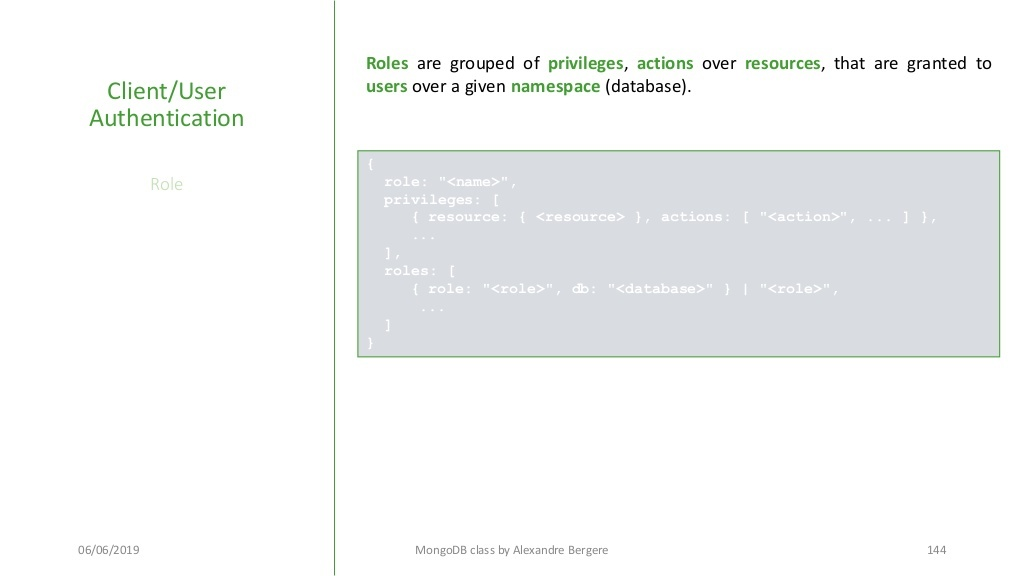 Client/User
Authentication
Role
Roles are grouped of privileges, actions over resources, that are granted to
users over a given namespace (database).
{
  role: "<name>",
  privileges: [
     { resource: { <resource> }, actions: [ "<action>", ... ] },
     ...
  ],
  roles: [
     { role: "<role>", db: "<database>" } | "<role>",
      ...
  ]
}
06/06/2019
MongoDB class by Alexandre Bergere
144